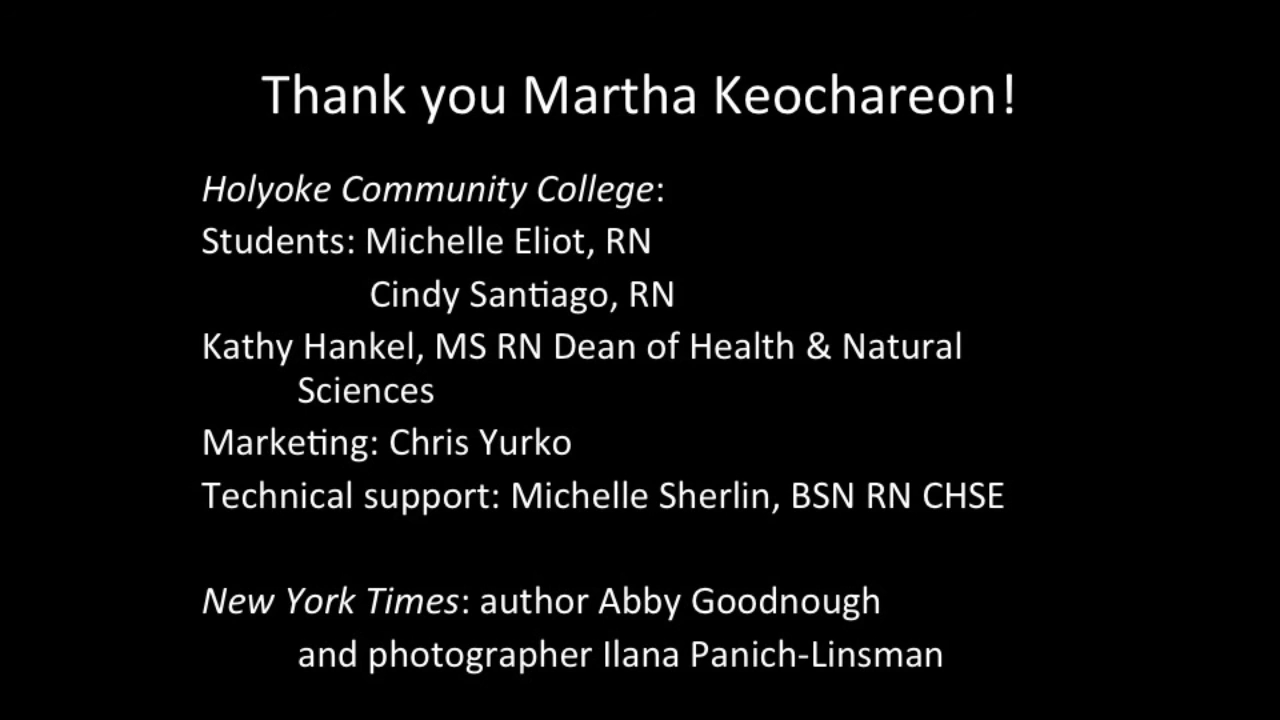 Thank you Martha Keochareon!
Holyoke Community College:
Students: Michelle Eliot, RN
Cindy Santiago, RN
Kathy Hankel, MS RN Dean of Health & Natural
Sciences
Marketing: Chris Yurko
Technical support: Michelle Sherlin, BSN RN CHSE
New York Times: author Abby Goodnough
and photographer Ilana Panich-Linsman